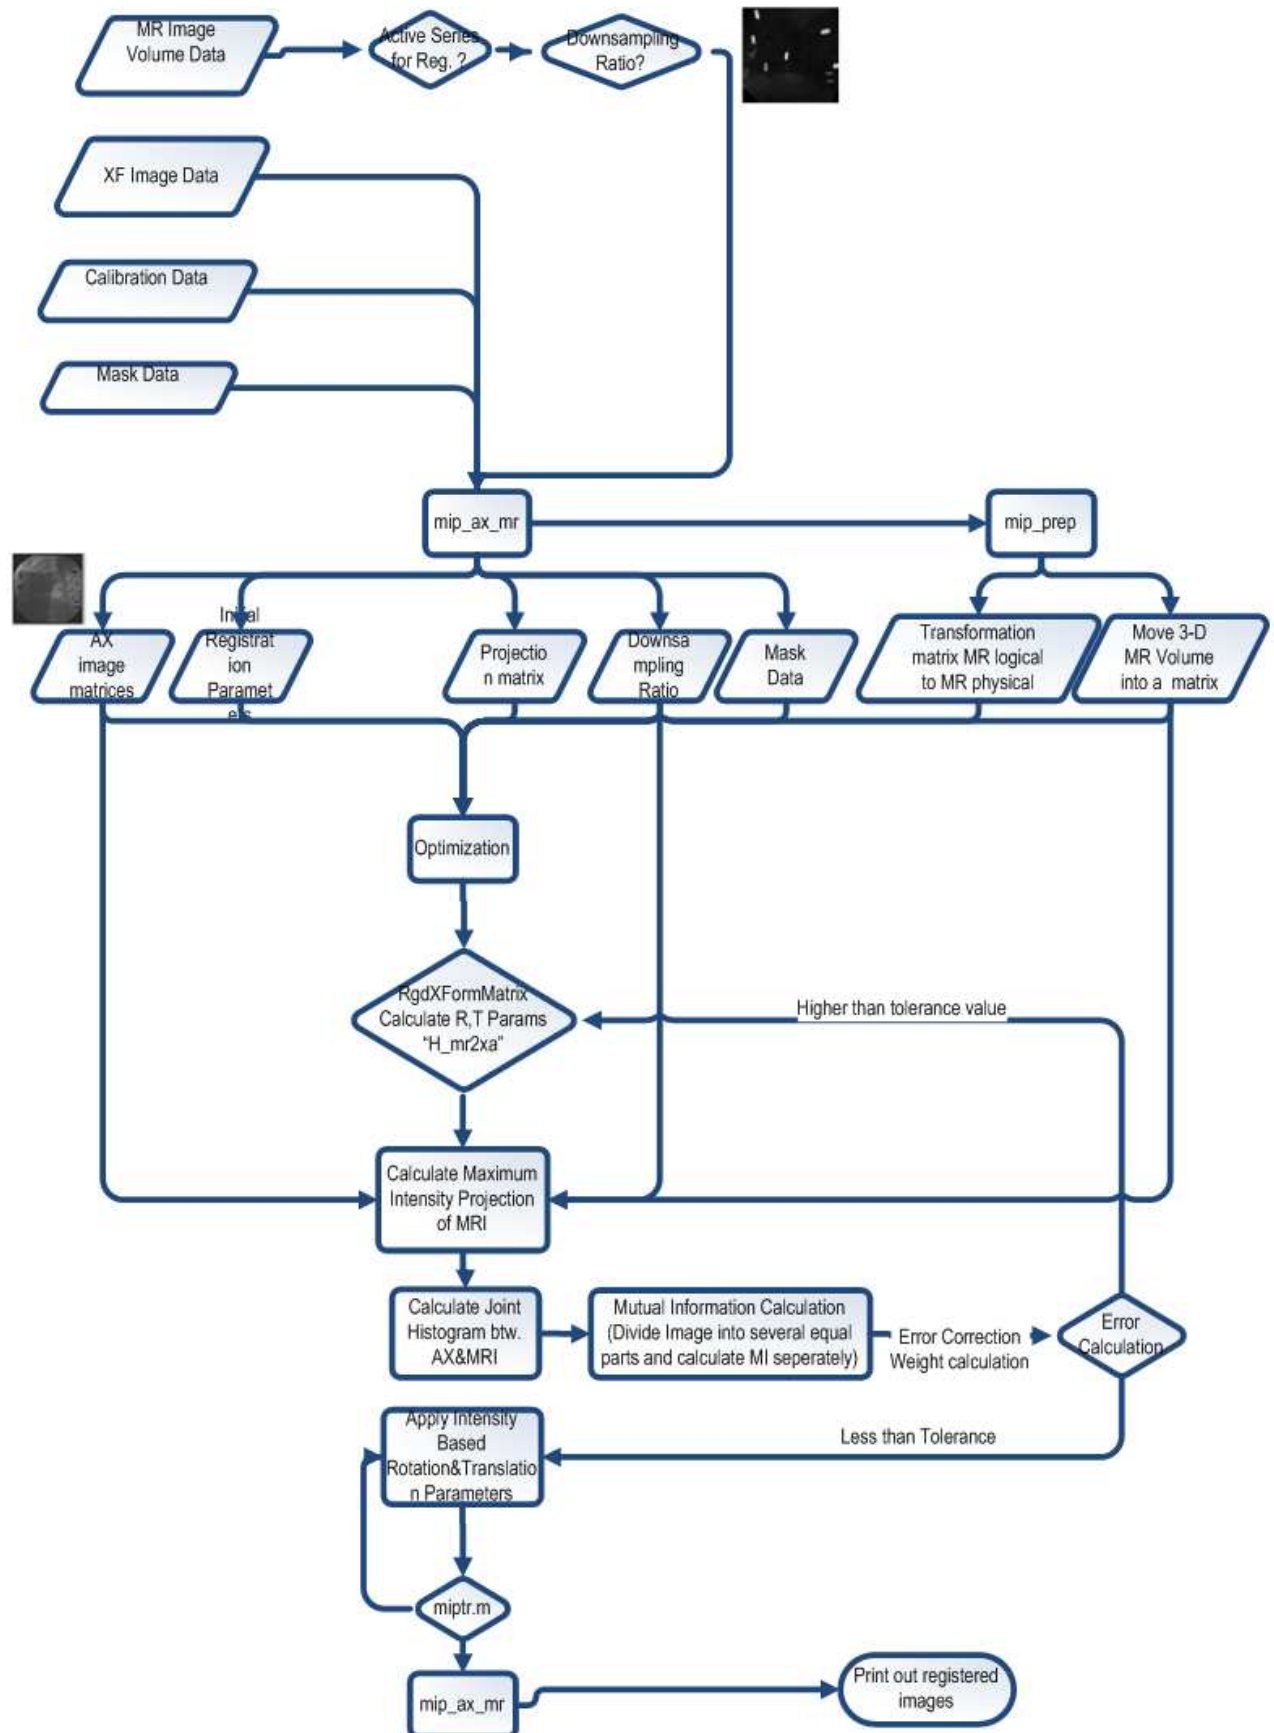 MR Image
Volume Data
Active Series
for Reg. ?
Downsampling
Ratio?
XF Image Data
Calibration Data
Mask Data
mip_ax_mr
mip_prep
AX
image
matrices
Initial
Registrat
ion
Paramet
ers
Projectio
n matrix
Downsa
mpling
Ratio
Mask
Data
Transformation
matrix MR logical
to MR physical
Move 3-D
MR Volume
into a matrix
Optimization
RgdXFormMatrix
Calculate R,T Params
“H_mr2xa”
Higher than tolerance value
Calculate Maximum
Intensity Projection
of MRI
Calculate Joint
Histogram btw.
AX&MRI
Mutual Information Calculation
(Divide Image into several equal
parts and calculate MI seperately)
Error Correction
Weight calculation
Error
Calculation
Less than Tolerance
Apply Intensity
Based
Rotation&Translatio
n Parameters
miptr.m
mip_ax_mr
Print out registered
images